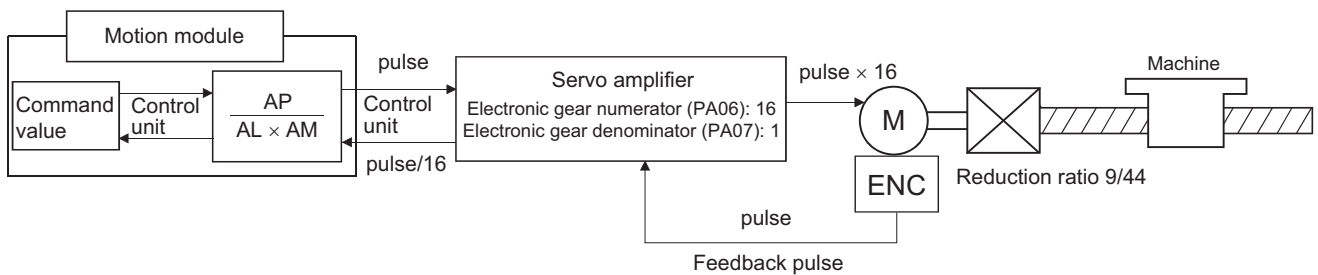 Motion module
Command
value
Control
unit
AP
AL × AM
pulse
Control
unit
pulse/16
Servo amplifier
Electronic gear numerator (PA06): 16
Electronic gear denominator (PA07): 1
pulse × 16
M
ENC
Machine
Reduction ratio 9/44
pulse
Feedback pulse